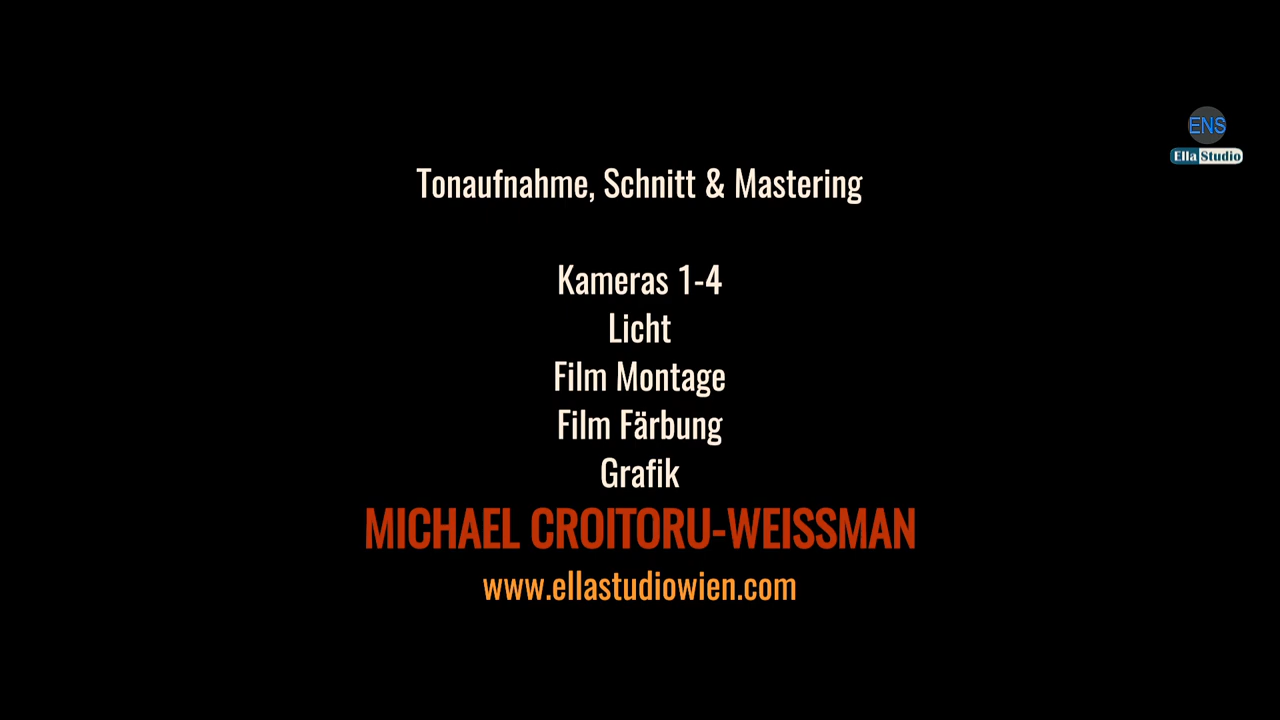 ENS
Ella Studio
Tonaufnahme, Schnitt & Mastering
Kameras 1-4
Licht
Film Montage
Film Färbung
Grafik
MICHAEL CROITORU-WEISSMAN
www.ellastudiowien.com